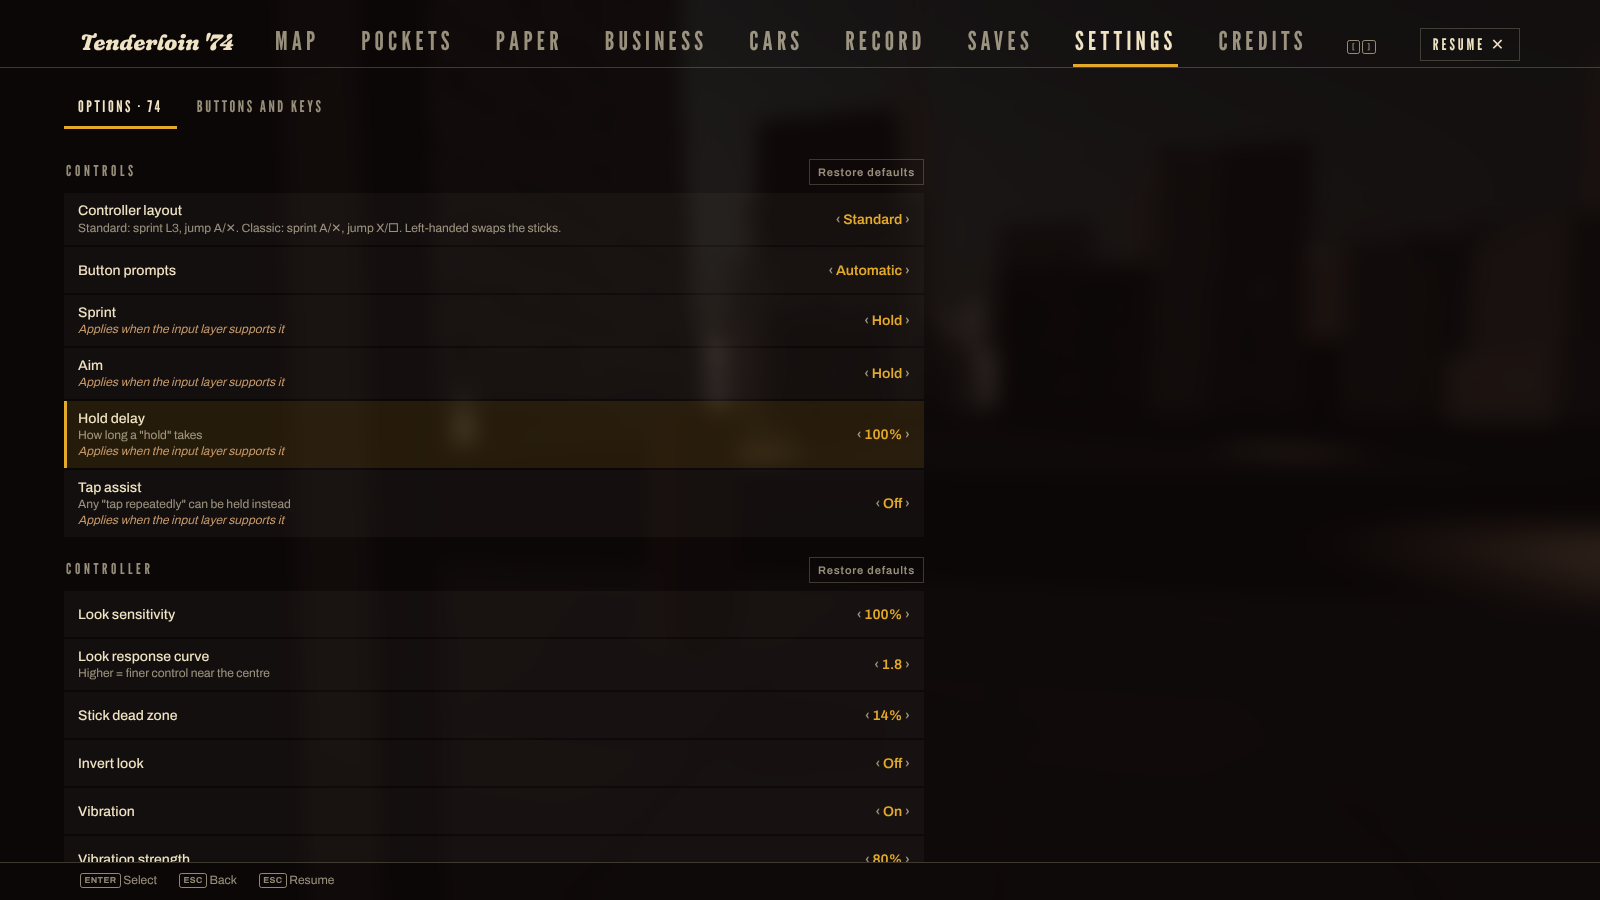 Tenderloin '74
MAP
POCKETS
PAPER
BUSINESS
CARS
RECORD
SAVES
SETTINGS
CREDITS
[ ]
RESUME ✕
OPTIONS · 74
BUTTONS AND KEYS
CONTROLS
Restore defaults
Controller layout
Standard: sprint L3, jump A/✕. Classic: sprint A/✕, jump X/☐. Left-handed swaps the sticks.
‹ Standard ›
Button prompts
‹ Automatic ›
Sprint
Applies when the input layer supports it
‹ Hold ›
Aim
Applies when the input layer supports it
‹ Hold ›
Hold delay
How long a "hold" takes
Applies when the input layer supports it
‹ 100% ›
Tap assist
Any "tap repeatedly" can be held instead
Applies when the input layer supports it
‹ Off ›
CONTROLLER
Restore defaults
Look sensitivity
‹ 100% ›
Look response curve
Higher = finer control near the centre
‹ 1.8 ›
Stick dead zone
‹ 14% ›
Invert look
‹ Off ›
Vibration
‹ On ›
Vibration strength
‹ 80% ›
ENTER Select
ESC Back
ESC Resume